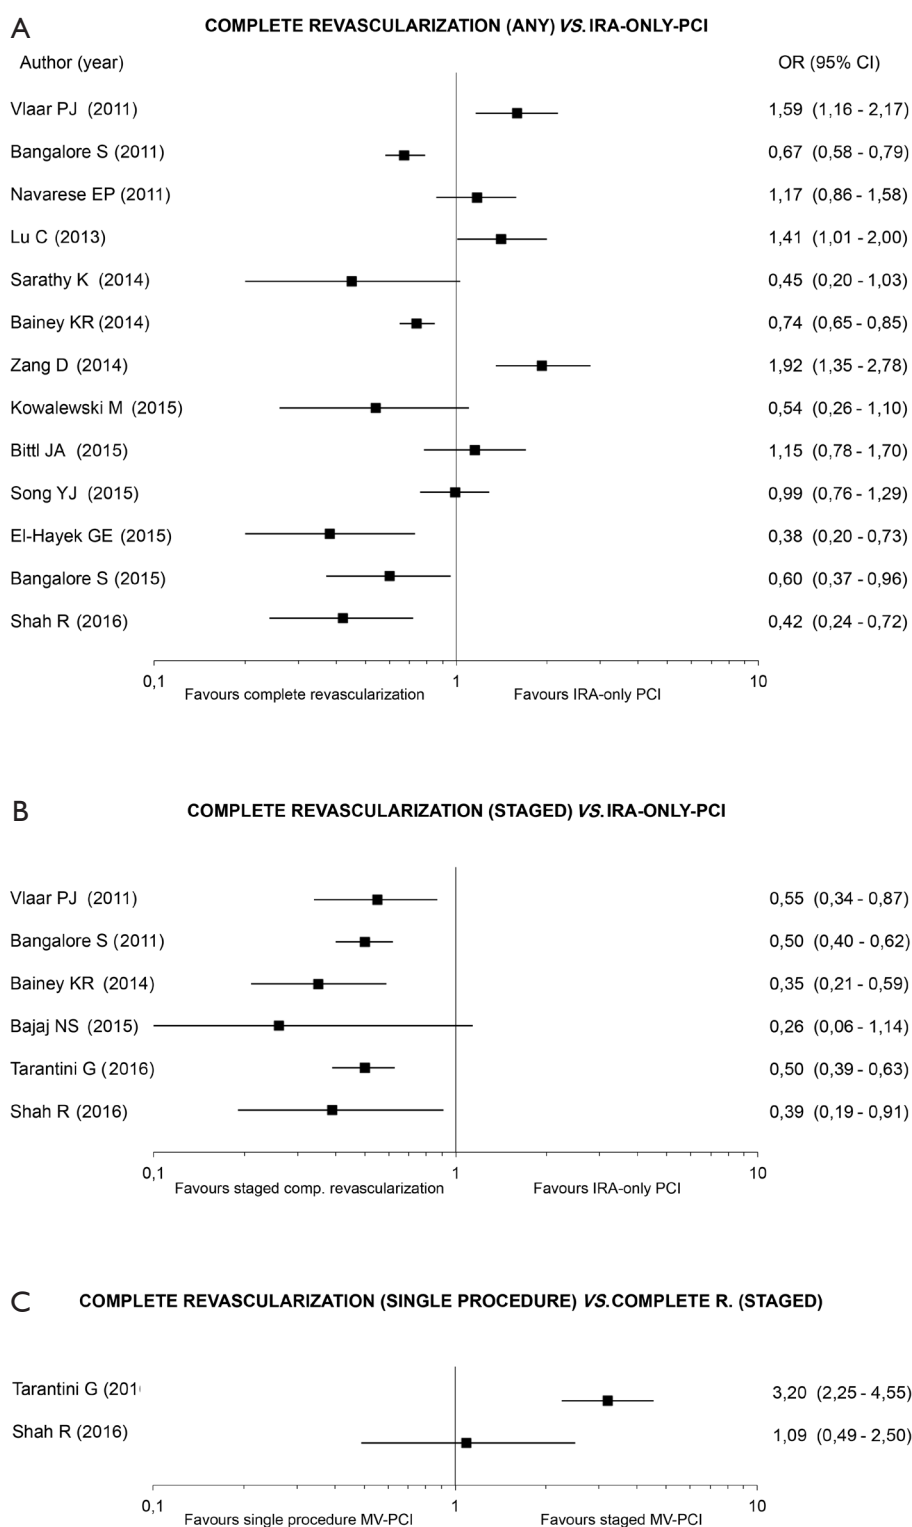 A COMPLETE REVASCULARIZATION (ANY) VS. IRA-ONLY-PCI
Author (year) OR (95% CI)
Vlaar PJ (2011) 1,59 (1,16 - 2,17)
Bangalore S (2011) 0,67 (0,58 - 0,79)
Navarese EP (2011) 1,17 (0,86 - 1,58)
Lu C (2013) 1,41 (1,01 - 2,00)
Sarathy K (2014) 0,45 (0,20 - 1,03)
Bainey KR (2014) 0,74 (0,65 - 0,85)
Zang D (2014) 1,92 (1,35 - 2,78)
Kowalewski M (2015) 0,54 (0,26 - 1,10)
Bittl JA (2015) 1,15 (0,78 - 1,70)
Song YJ (2015) 0,99 (0,76 - 1,29)
El-Hayek GE (2015) 0,38 (0,20 - 0,73)
Bangalore S (2015) 0,60 (0,37 - 0,96)
Shah R (2016) 0,42 (0,24 - 0,72)
0,1 1 10
Favours complete revascularization Favours IRA-only PCI
B COMPLETE REVASCULARIZATION (STAGED) VS. IRA-ONLY-PCI
Vlaar PJ (2011) 0,55 (0,34 - 0,87)
Bangalore S (2011) 0,50 (0,40 - 0,62)
Bainey KR (2014) 0,35 (0,21 - 0,59)
Bajaj NS (2015) 0,26 (0,06 - 1,14)
Tarantini G (2016) 0,50 (0,39 - 0,63)
Shah R (2016) 0,39 (0,19 - 0,91)
0,1 1 10
Favours staged comp. revascularization Favours IRA-only PCI
C COMPLETE REVASCULARIZATION (SINGLE PROCEDURE) VS. COMPLETE R. (STAGED)
Tarantini G (201 3,20 (2,25 - 4,55)
Shah R (2016) 1,09 (0,49 - 2,50)
0,1 1 10
Favours single procedure MV-PCI Favours staged MV-PCI